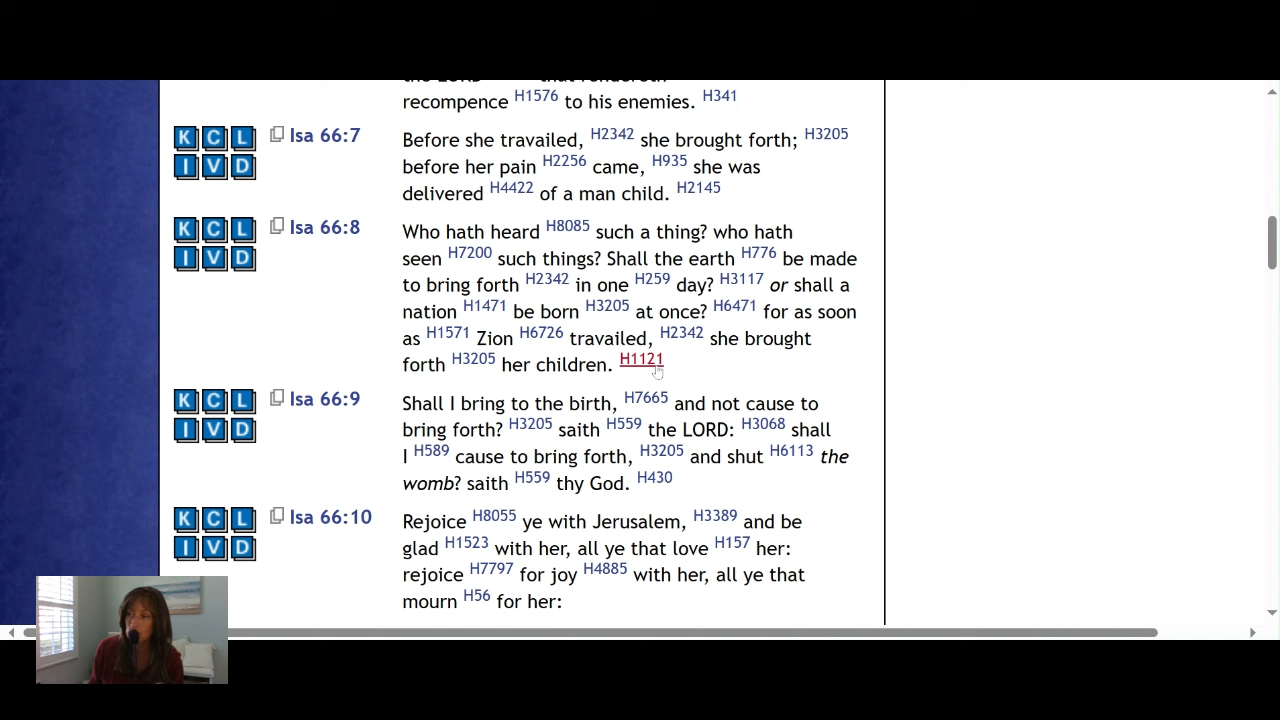 the LORD that rendereth
recompence H1576 to his enemies. H341
K C L Isa 66:7 Before she travailed, H2342 she brought forth; H3205
I V D before her pain H2256 came, H935 she was
delivered H4422 of a man child. H2145
K C L Isa 66:8 Who hath heard H8085 such a thing? who hath
I V D seen H7200 such things? Shall the earth H776 be made
to bring forth H2342 in one H259 day? H3117 or shall a
nation H1471 be born H3205 at once? H6471 for as soon
as H1571 Zion H6726 travailed, H2342 she brought
forth H3205 her children. H1121
K C L Isa 66:9 Shall I bring to the birth, H7665 and not cause to
I V D bring forth? H3205 saith H559 the LORD: H3068 shall
I H589 cause to bring forth, H3205 and shut H6113 the
womb? saith H559 thy God. H430
K C L Isa 66:10 Rejoice H8055 ye with Jerusalem, H3389 and be
I V D glad H1523 with her, all ye that love H157 her:
rejoice H7797 for joy H4885 with her, all ye that
mourn H56 for her: